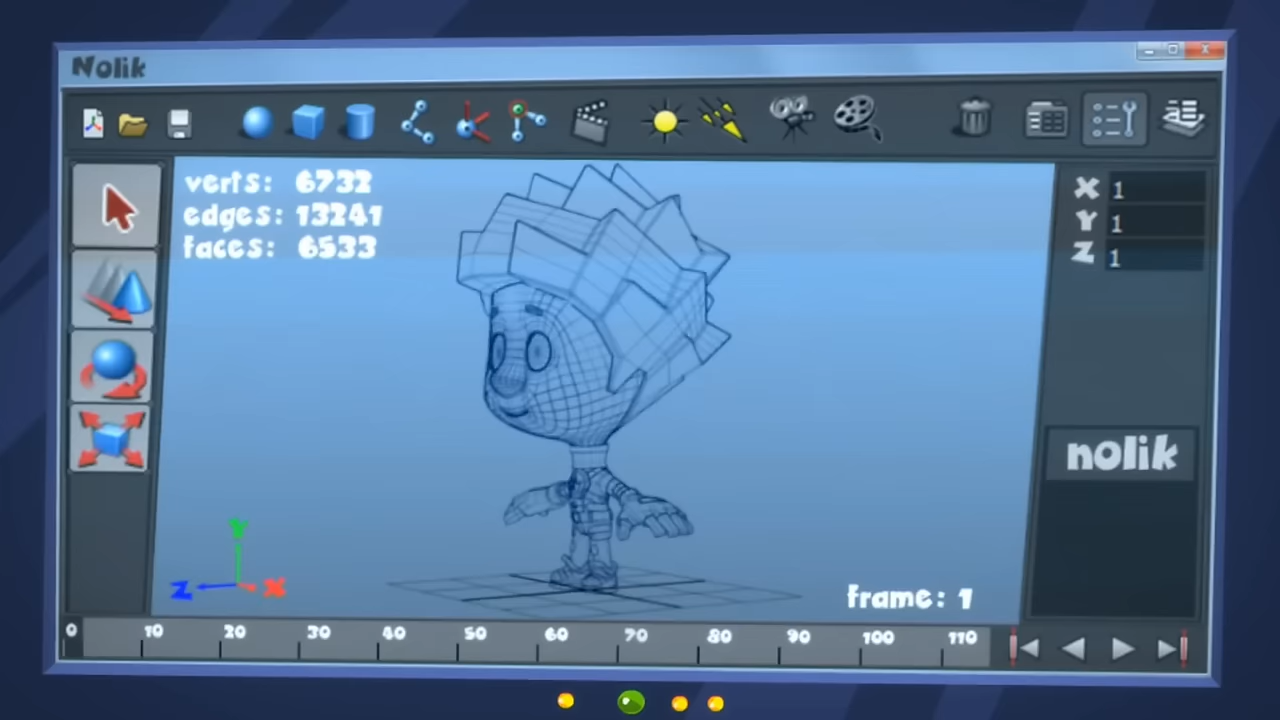 Nolik
verts: 6732
edges: 13241
faces: 6533
X 1
Y 1
Z 1
nolik
Y
Z X
frame: 1
0 10 20 30 40 50 60 70 80 90 100 110